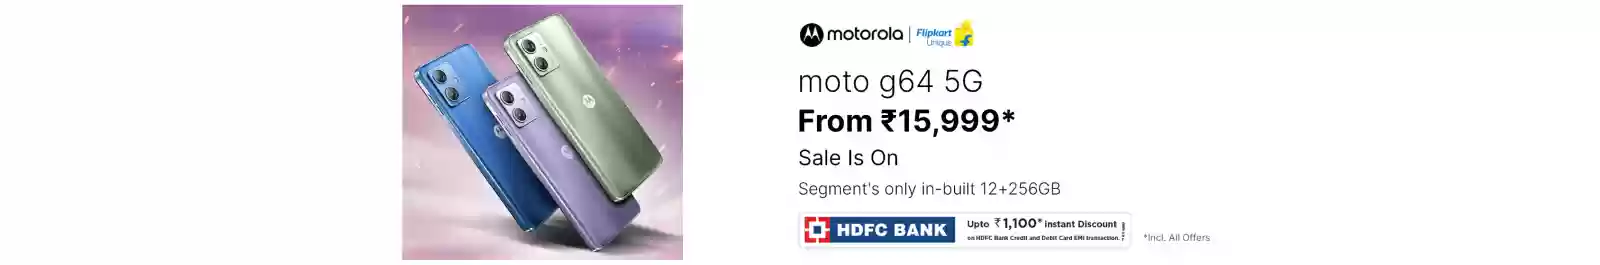 motorola | Flipkart
Unique
moto g64 5G
From ₹15,999*
Sale Is On
Segment's only in-built 12+256GB
HDFC BANK
Upto ₹1,100* instant Discount
on HDFC Bank Credit and Debit Card EMI transaction.
*Incl. All Offers